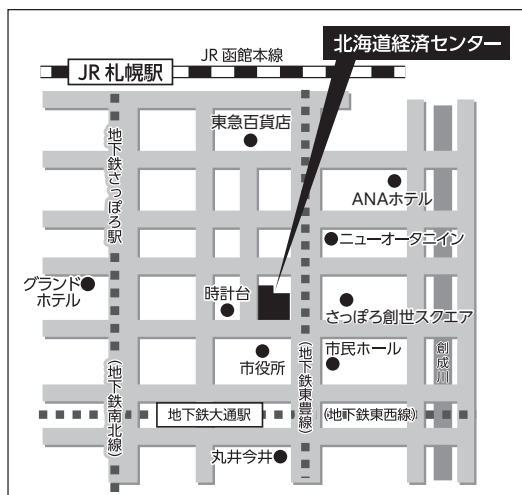 JR 函館本線
北海道経済センター
JR 札幌駅
東急百貨店
地下鉄さっぽろ駅
ANAホテル
ニューオータニイン
グランド
ホテル
時計台
さっぽろ創世スクエア
市役所
市民ホール
創成川
(地下鉄南北線)
(地下鉄東豊線)
地下鉄大通駅
(地下鉄東西線)
丸井今井